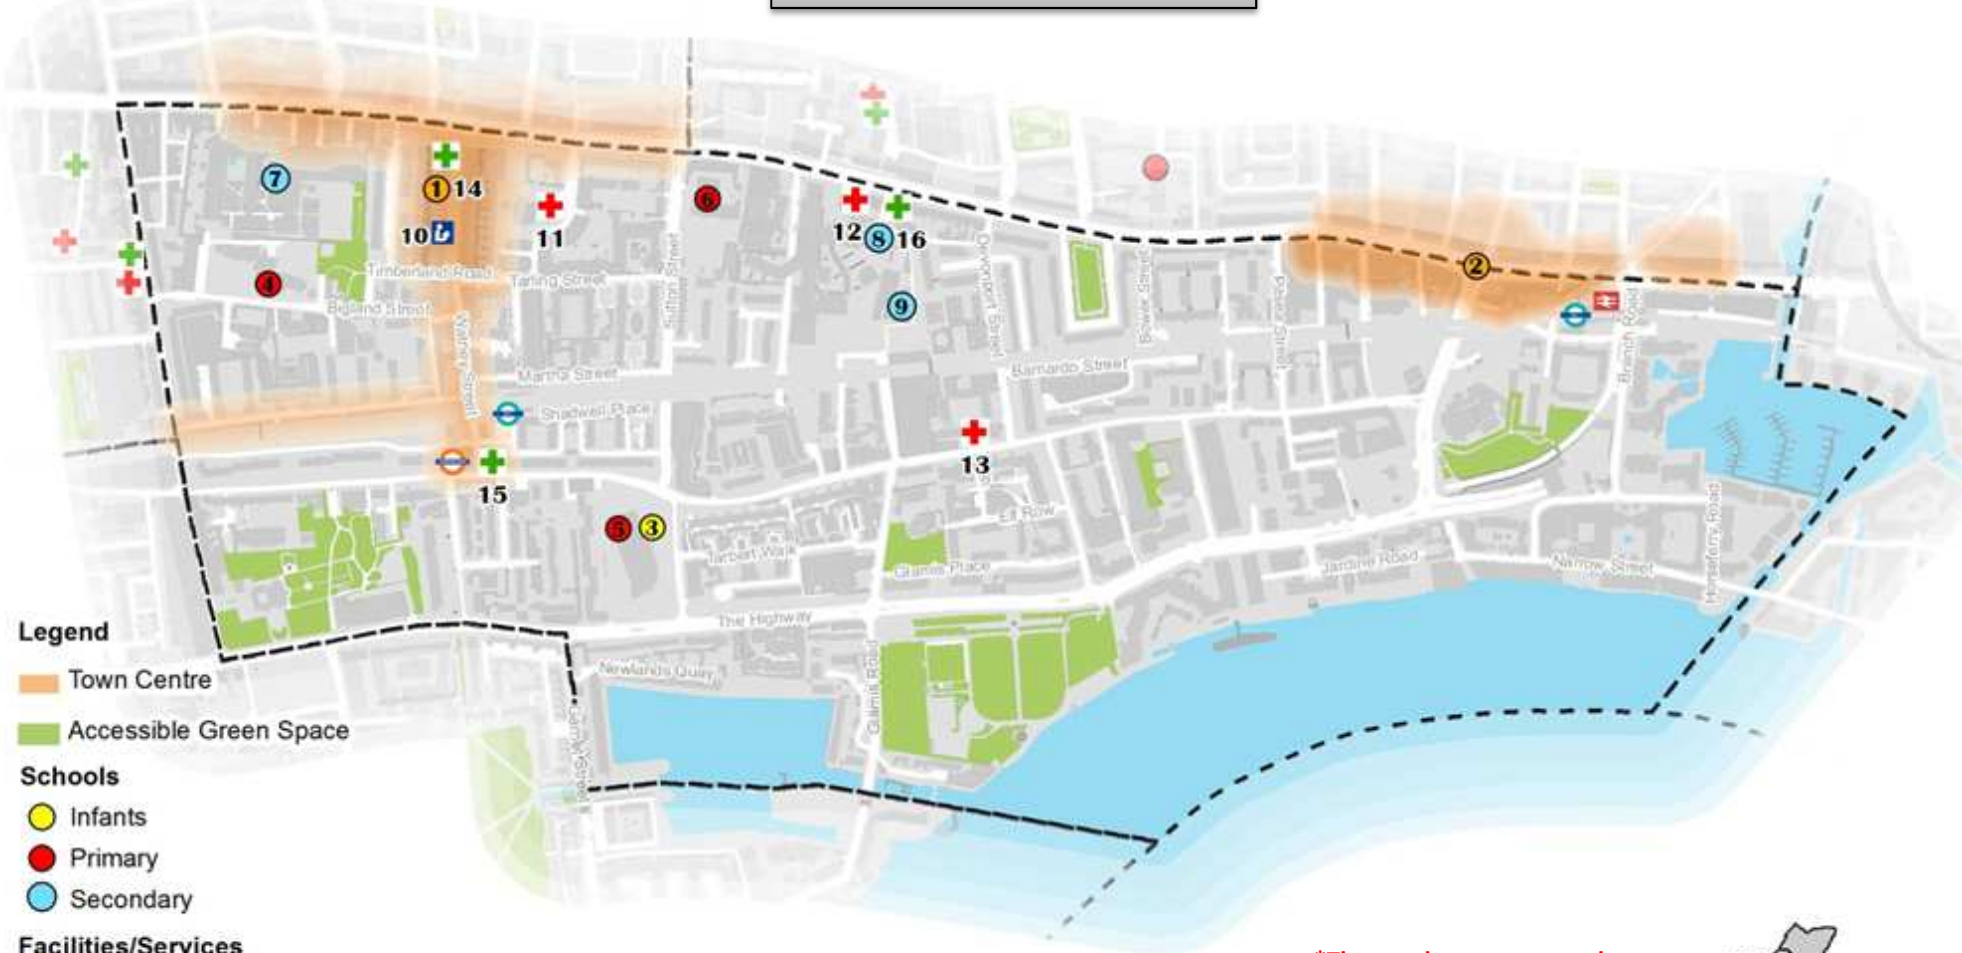 7
1
14
10
11
6
12
8
16
2
4
Timberland Road
Tarling Street
Sutton Street
Bigland Street
9
Devonport Street
Bower Street
Pitsea Street
Branch Road
Watney Street
Martha Street
Barnardo Street
Shadwell Place
13
15
5
3
Elf Row
Tarbert Walk
Glamis Place
Jardine Road
Narrow Street
Horseferry Road
The Highway
Newlands Quay
Glamis Road
Legend
Town Centre
Accessible Green Space
Schools
Infants
Primary
Secondary
Facilities/Services